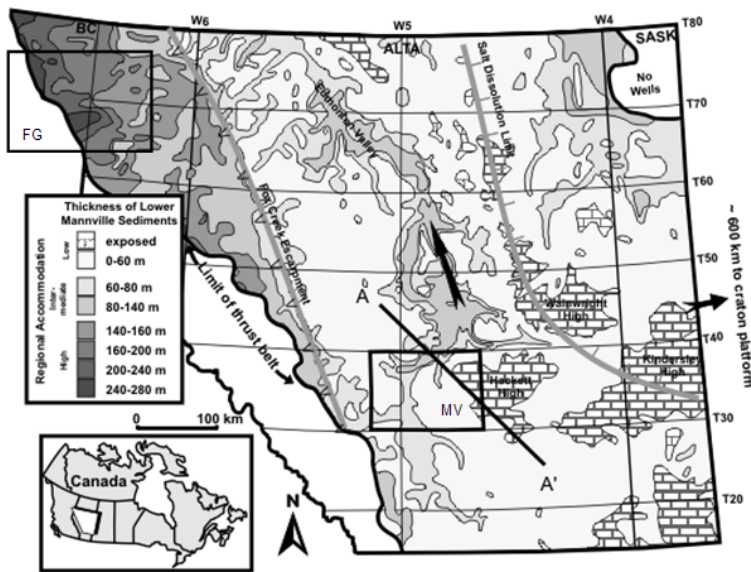 W6
W5
W4
T80
BC
ALTA
SASK
No
Wells
Salt Dissolution Limit
Edmonton Valley
T70
FG
T60
Thickness of Lower
Mannville Sediments
Regional Accommodation
Low
Inter-
mediate
High
exposed
0-60 m
60-80 m
80-140 m
140-160 m
160-200 m
200-240 m
240-280 m
Fox Creek Escarpment
Limit of thrust belt
T50
~ 600 km to craton platform
A
Wainwright
High
T40
Kindersley
High
Hackett
High
MV
0 100 km
T30
A'
T20
Canada
N